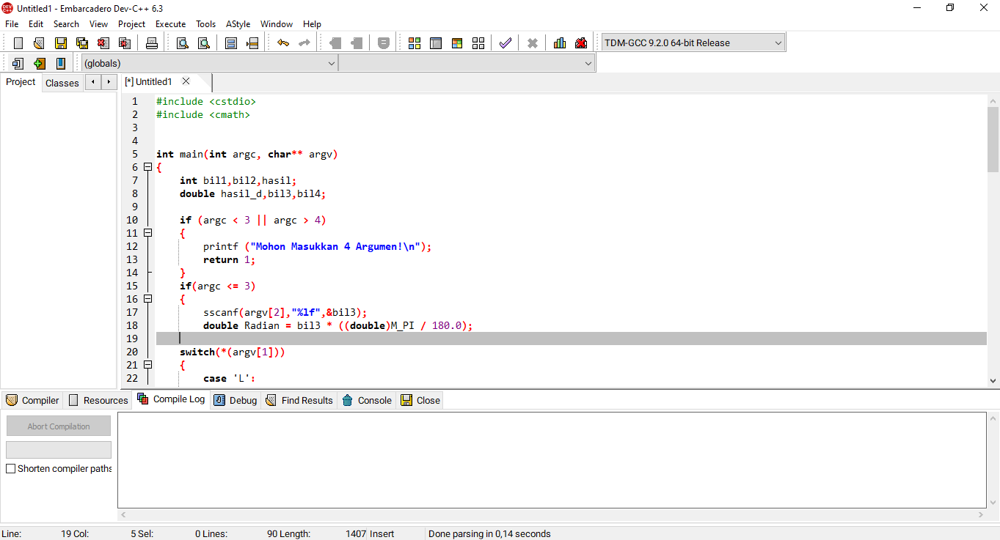 Untitled1 - Embarcadero Dev-C++ 6.3
File Edit Search View Project Execute Tools AStyle Window Help
TDM-GCC 9.2.0 64-bit Release
(globals)
Project Classes
[*] Untitled1
1 #include <cstdio>
2 #include <cmath>
3
4
5 int main(int argc, char** argv)
6 {
7 int bil1,bil2,hasil;
8 double hasil_d,bil3,bil4;
9
10 if (argc < 3 || argc > 4)
11 {
12 printf ("Mohon Masukkan 4 Argumen!\n");
13 return 1;
14 }
15 if(argc <= 3)
16 {
17 sscanf(argv[2],"%lf",&bil3);
18 double Radian = bil3 * ((double)M_PI / 180.0);
19
20 switch(*(argv[1]))
21 {
22 case 'L':
Compiler Resources Compile Log Debug Find Results Console Close
Abort Compilation
Shorten compiler paths
Line: 19 Col: 5 Sel: 0 Lines: 90 Length: 1407 Insert Done parsing in 0,14 seconds